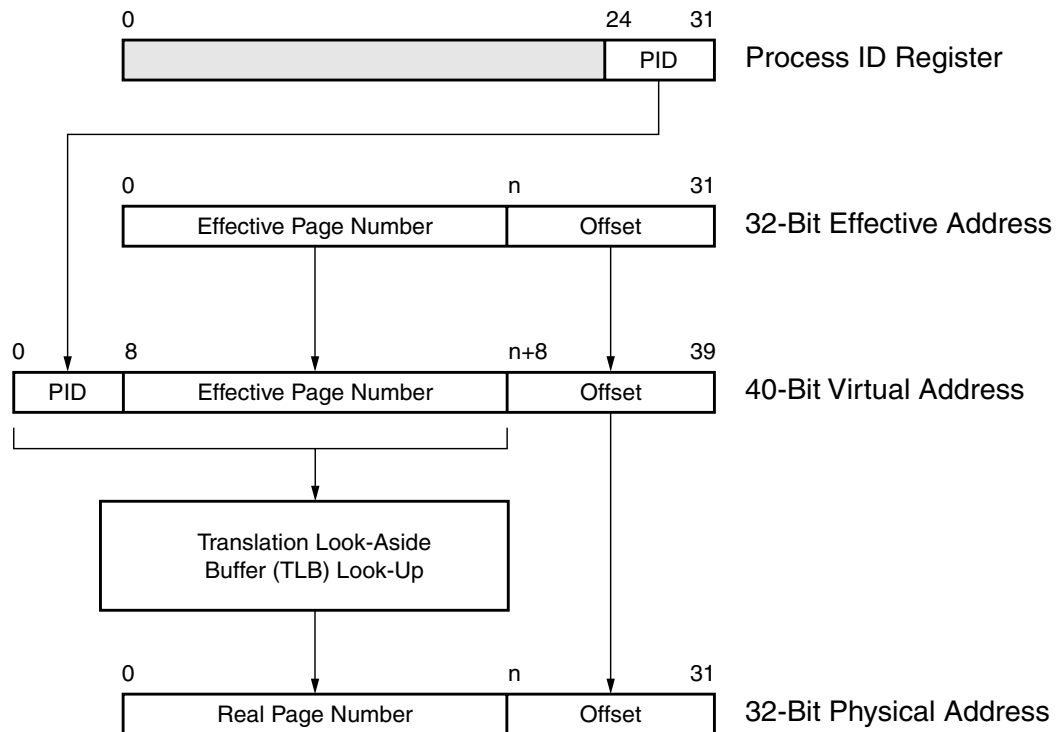 0 24 31
PID Process ID Register
0 n 31
Effective Page Number Offset 32-Bit Effective Address
0 8 n+8 39
PID Effective Page Number Offset 40-Bit Virtual Address
Translation Look-Aside
Buffer (TLB) Look-Up
0 n 31
Real Page Number Offset 32-Bit Physical Address